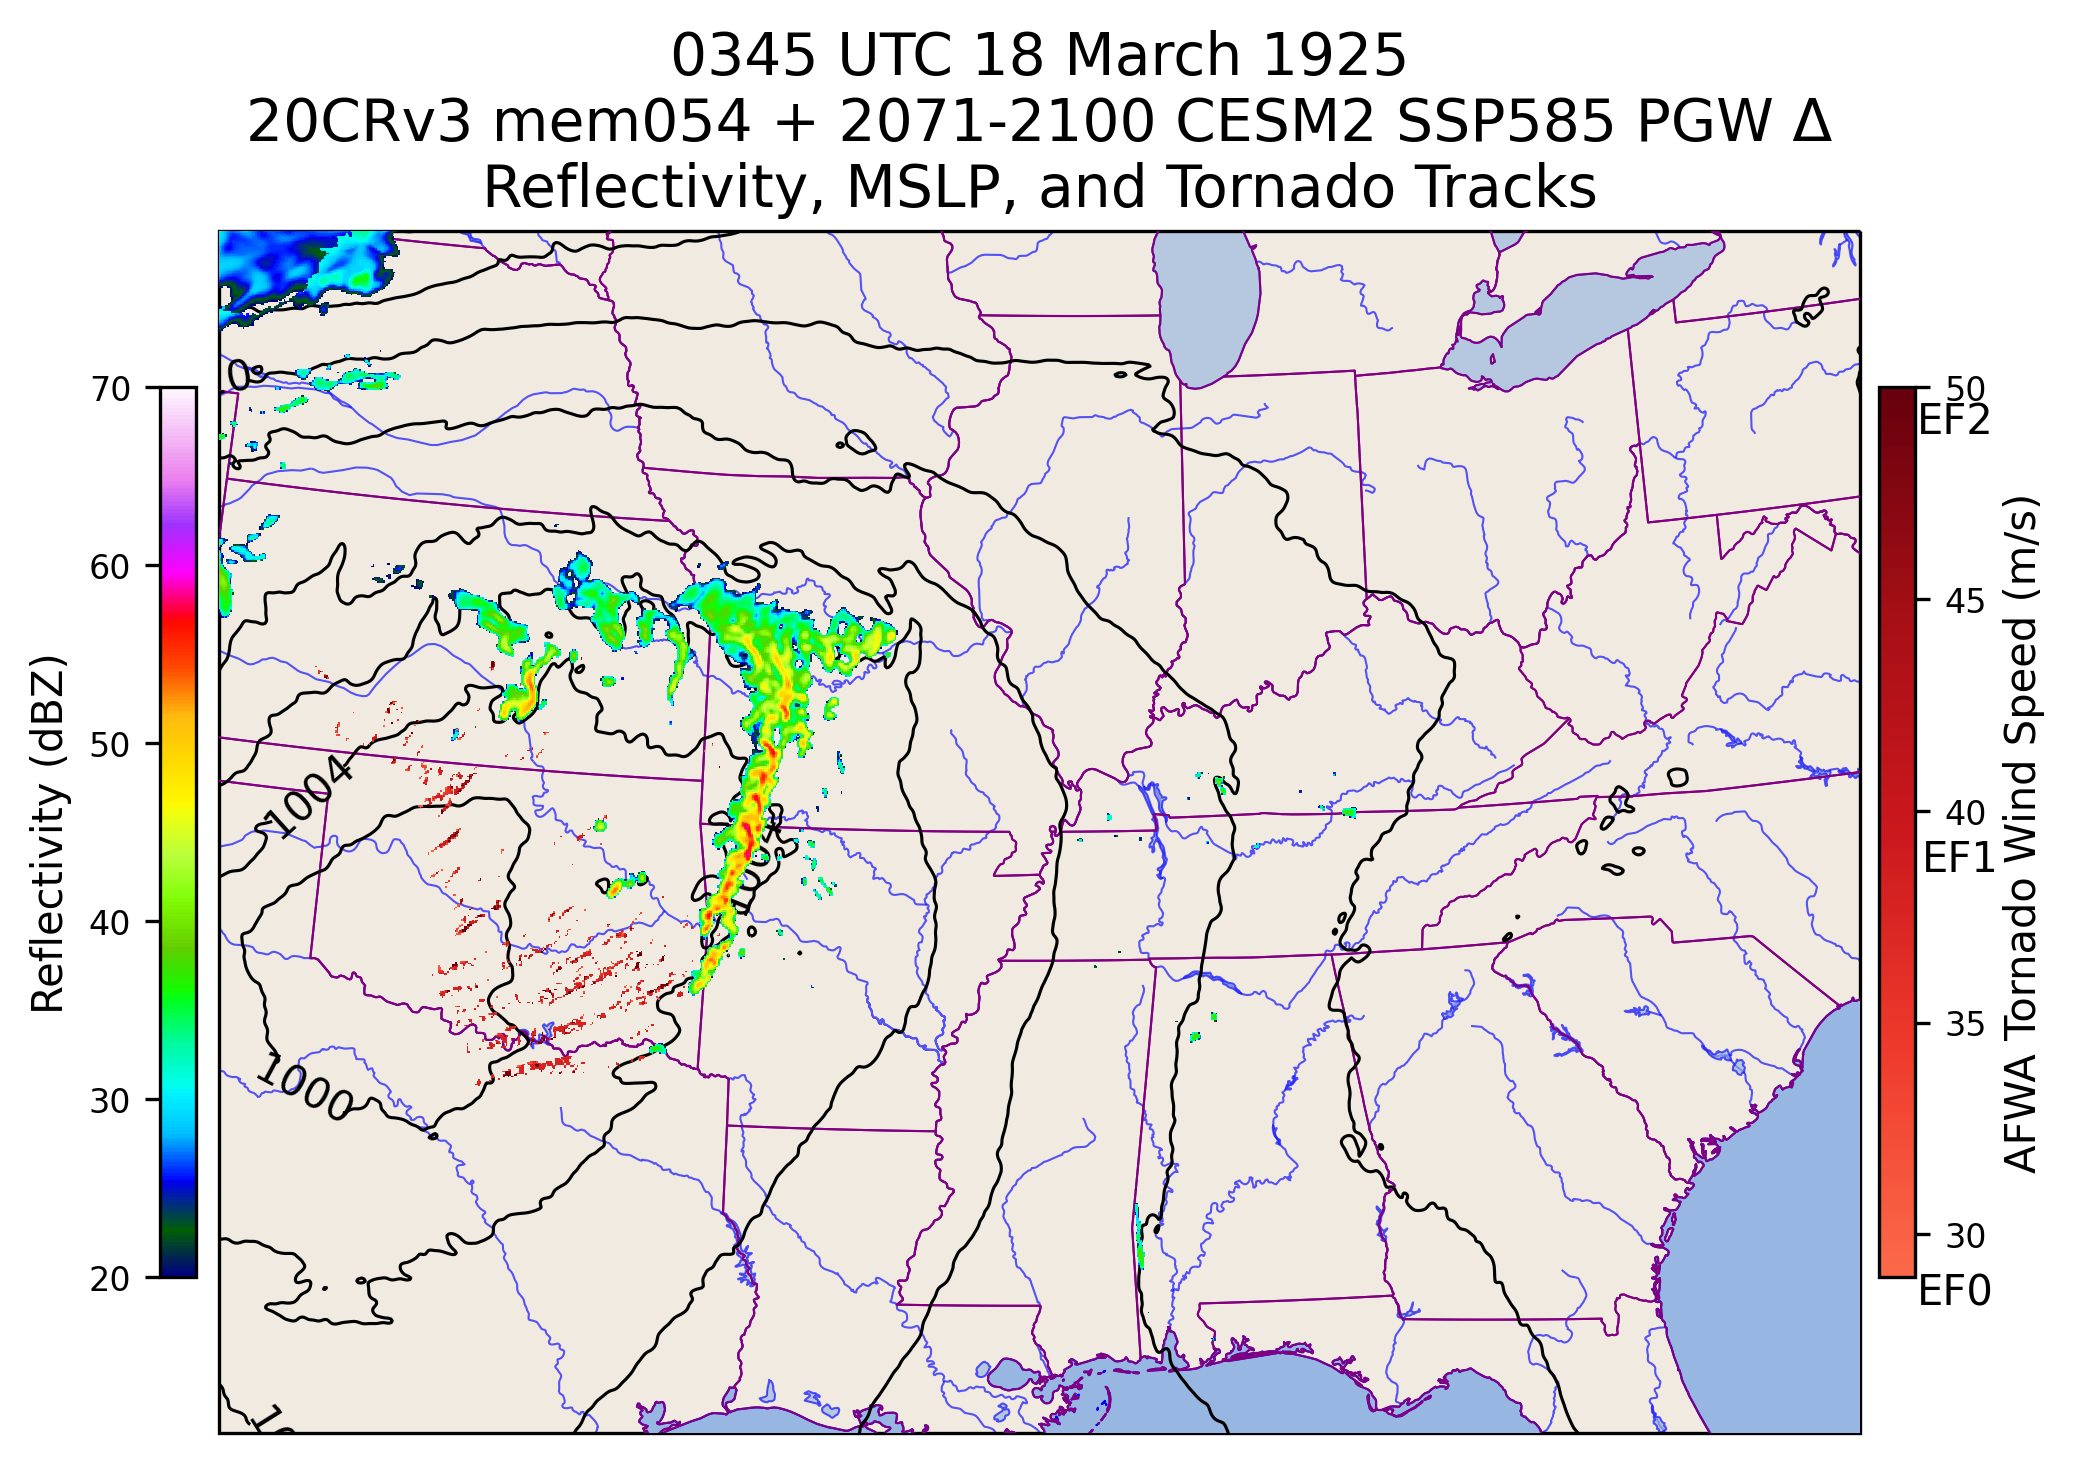 0345 UTC 18 March 1925
20CRv3 mem054 + 2071-2100 CESM2 SSP585 PGW Δ
Reflectivity, MSLP, and Tornado Tracks
Reflectivity (dBZ)
70
60
50
40
30
20
1004
1000
50
EF2
45
40
EF1
35
30
EF0
AFWA Tornado Wind Speed (m/s)